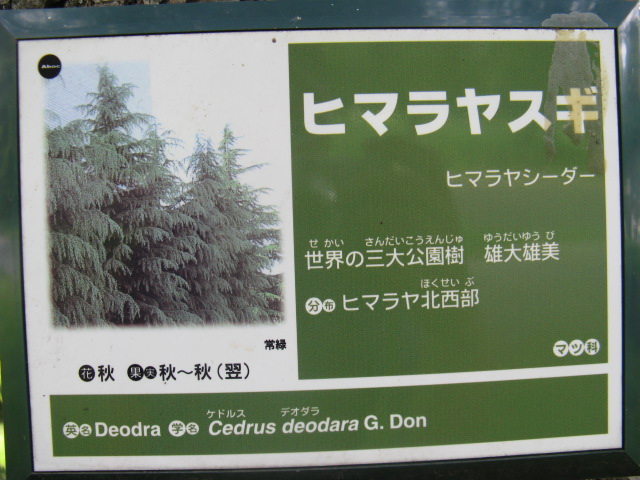 ヒマラヤスギ
ヒマラヤシーダー
せかい さんだいこうえんじゅ ゆうだいゆうび
世界の三大公園樹 雄大雄美
ほくせいぶ
分布 ヒマラヤ北西部
マツ科
常緑
花 秋 果実 秋～秋(翌)
ケドルス デオダラ
英名 Deodra 学名 Cedrus deodara G. Don